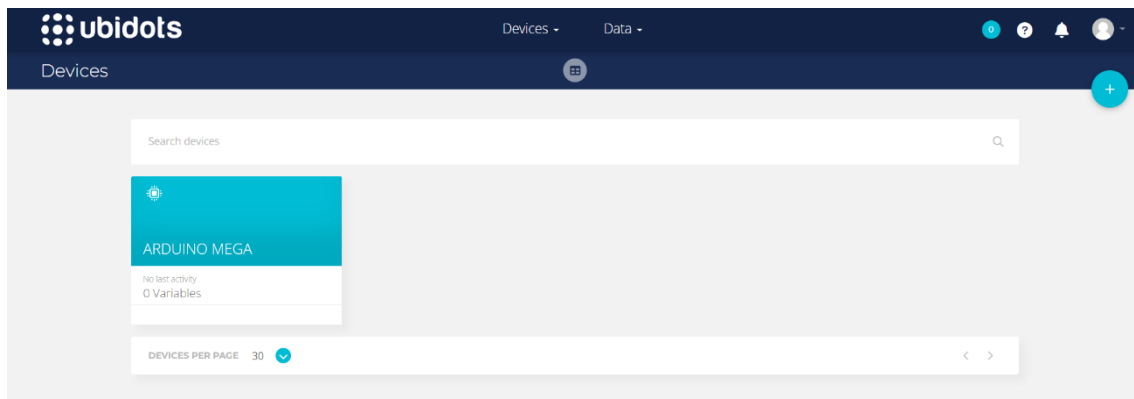 ubidots
Devices
Data
0
?
Devices
+
Search devices
ARDUINO MEGA
No last activity
0 Variables
DEVICES PER PAGE 30